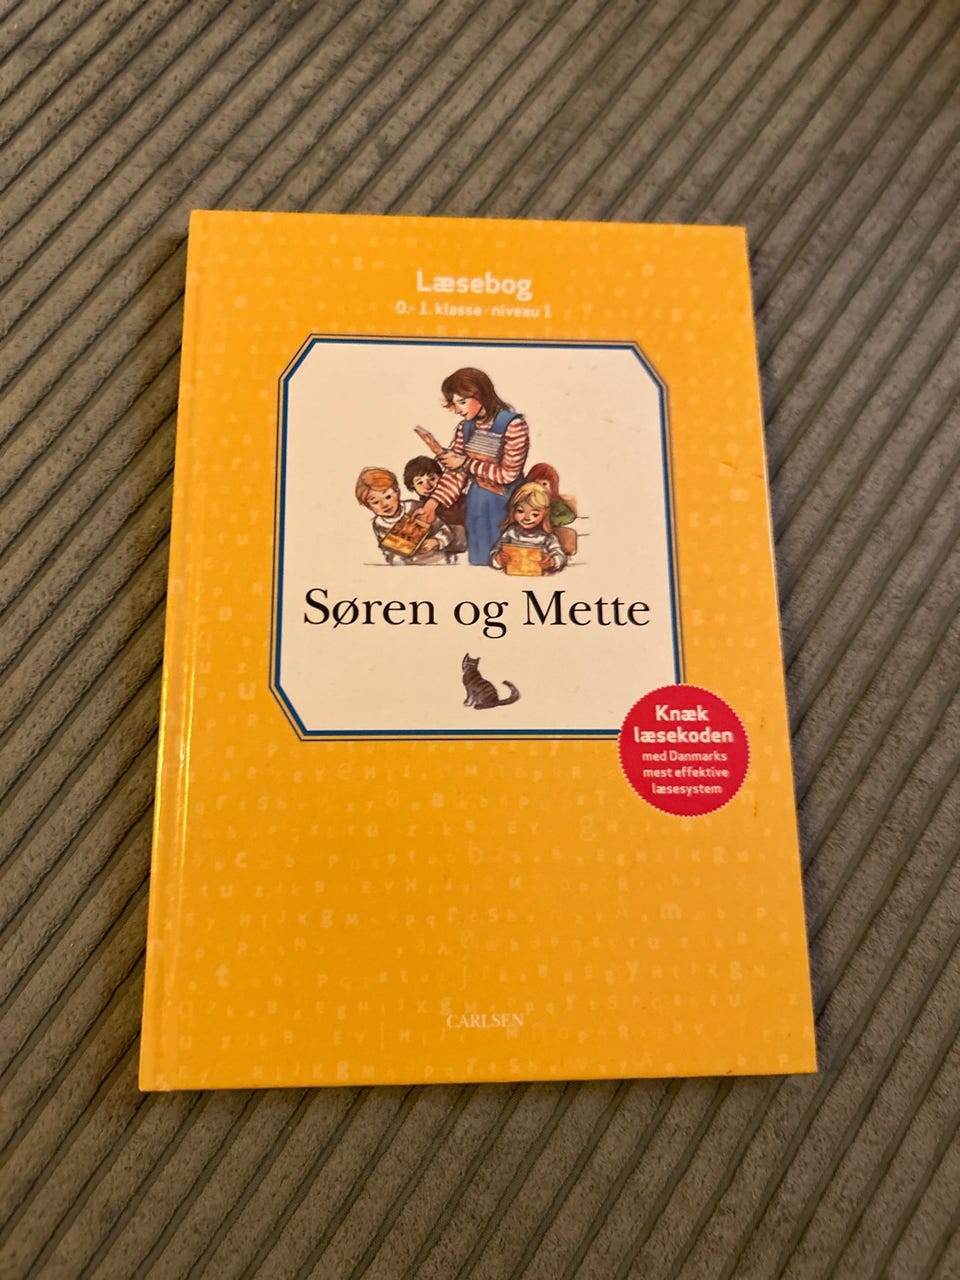 Læsebog
0.- 1. klasse · niveau 1
Søren og Mette
Knæk
læsekoden
med Danmarks
mest effektive
læsesystem
CARLSEN